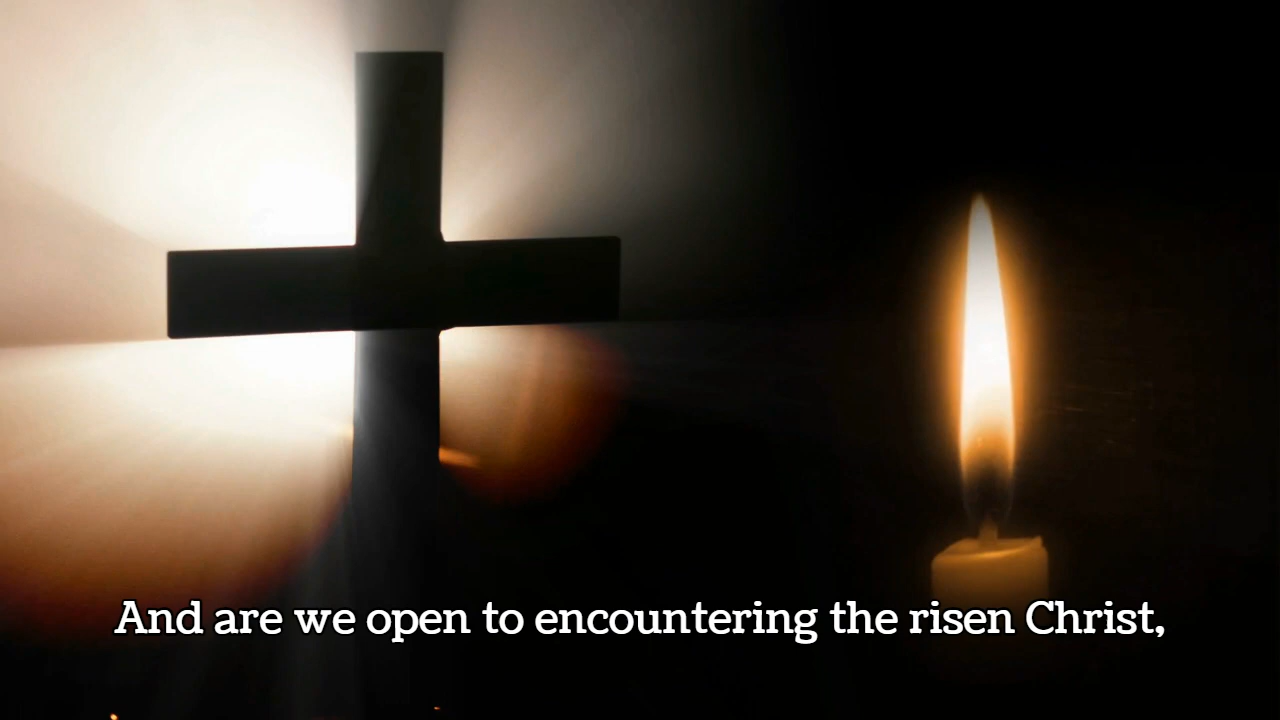 And are we open to encountering the risen Christ,